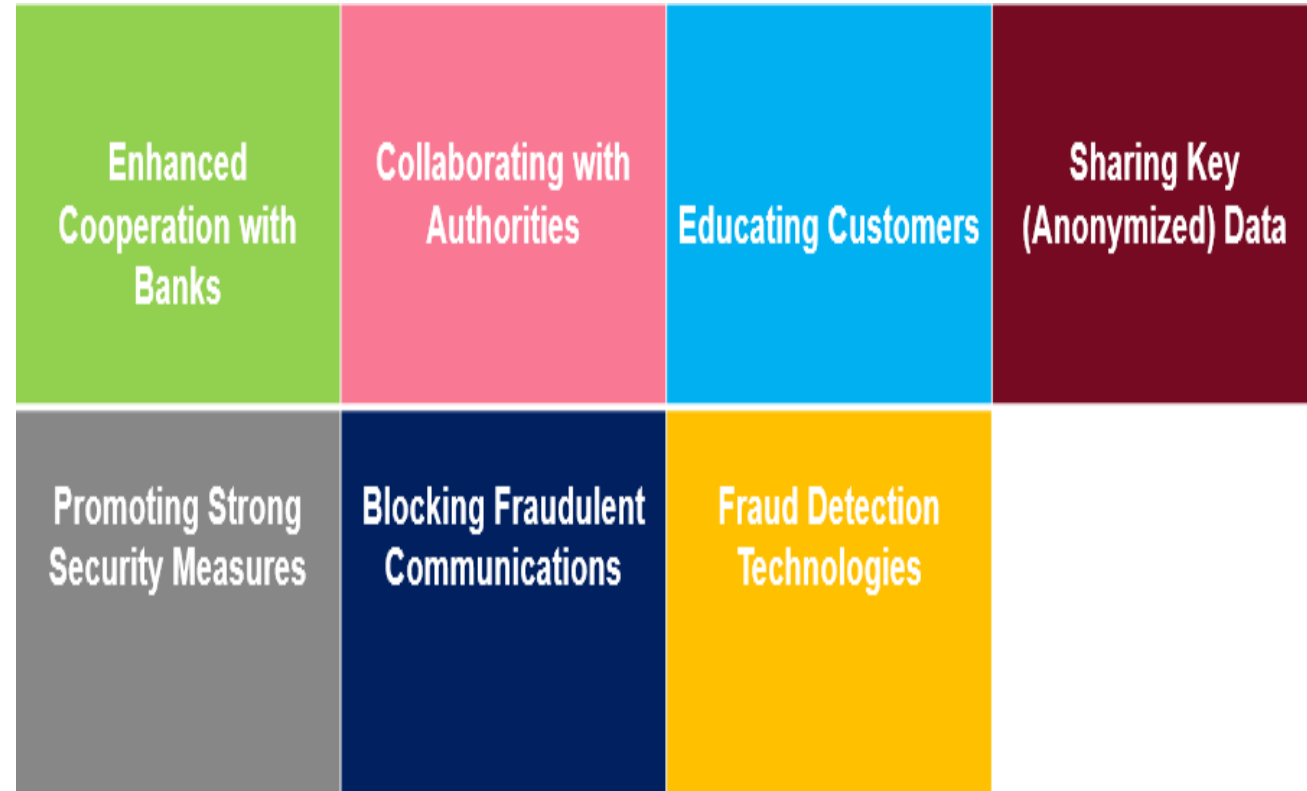 Enhanced
Cooperation with
Banks
Collaborating with
Authorities
Educating Customers
Sharing Key
(Anonymized) Data
Promoting Strong
Security Measures
Blocking Fraudulent
Communications
Fraud Detection
Technologies